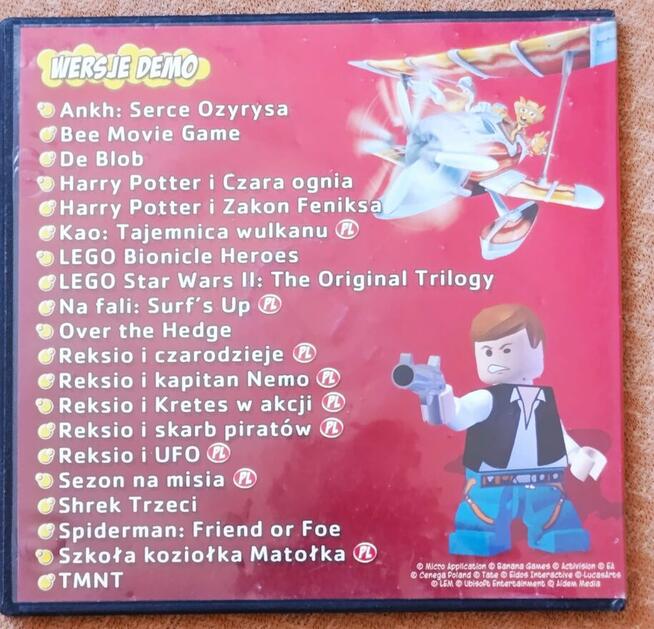 WERSJE DEMO
Ankh: Serce Ozyrysa
Bee Movie Game
De Blob
Harry Potter i Czara ognia
Harry Potter i Zakon Feniksa
Kao: Tajemnica wulkanu PL
LEGO Bionicle Heroes
LEGO Star Wars II: The Original Trilogy
Na fali: Surf's Up PL
Over the Hedge
Reksio i czarodzieje PL
Reksio i kapitan Nemo PL
Reksio i Kretes w akcji PL
Reksio i skarb piratów PL
Reksio i UFO PL
Sezon na misia PL
Shrek Trzeci
Spiderman: Friend or Foe
Szkoła koziołka Matołka PL
TMNT
© Micro Application © Banana Games © Activision © EA
© Cenega Poland © Tate © Eidos Interactive © LucasArts
© LEM © Ubisoft Entertainment © Aidem Media